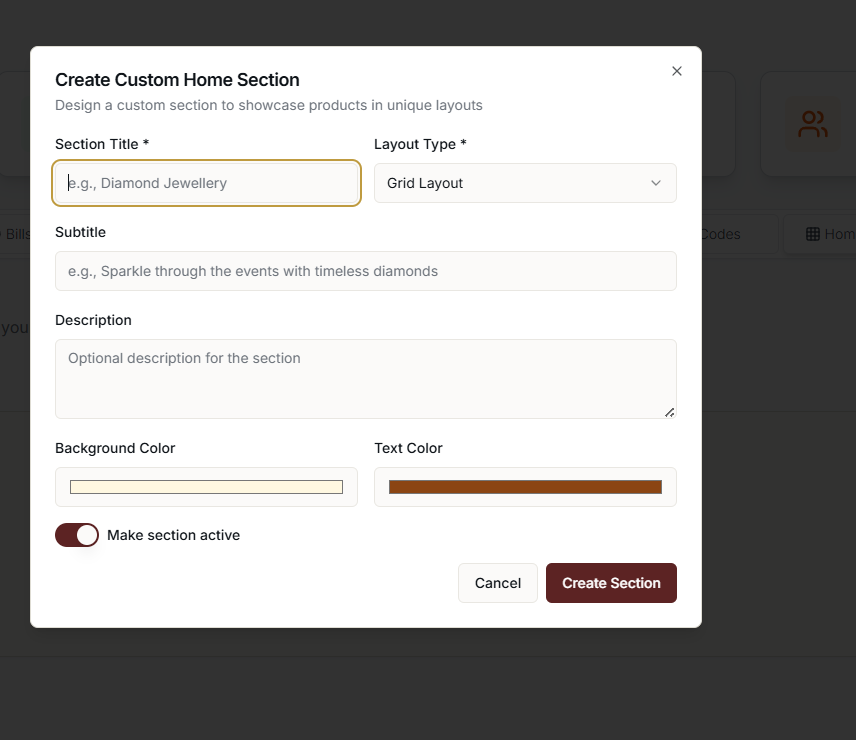 Create Custom Home Section
Design a custom section to showcase products in unique layouts
Section Title *
Layout Type *
e.g., Diamond Jewellery
Grid Layout
Bills
Codes
Hom
Subtitle
e.g., Sparkle through the events with timeless diamonds
Description
you
Optional description for the section
Background Color
Text Color
Make section active
Cancel
Create Section